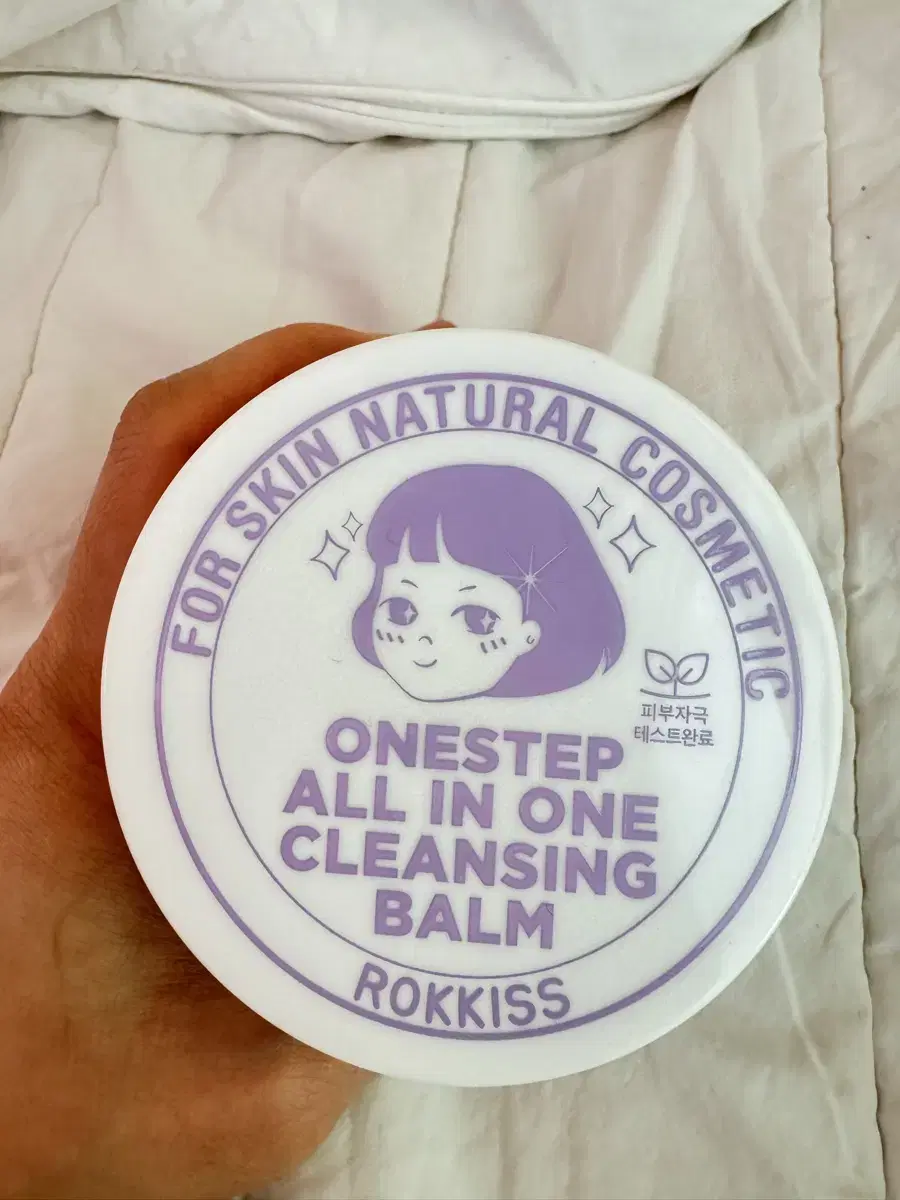 FOR SKIN NATURAL COSMETIC
피부자극
테스트완료
ONESTEP
ALL IN ONE
CLEANSING
BALM
ROKKISS